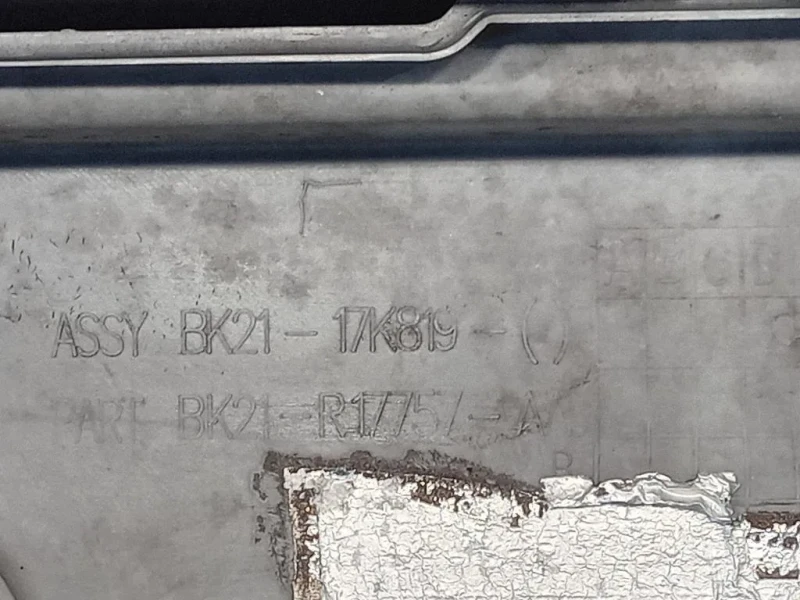 ASSY BK21-17K819-( )
PART BK21-R17757-A
B